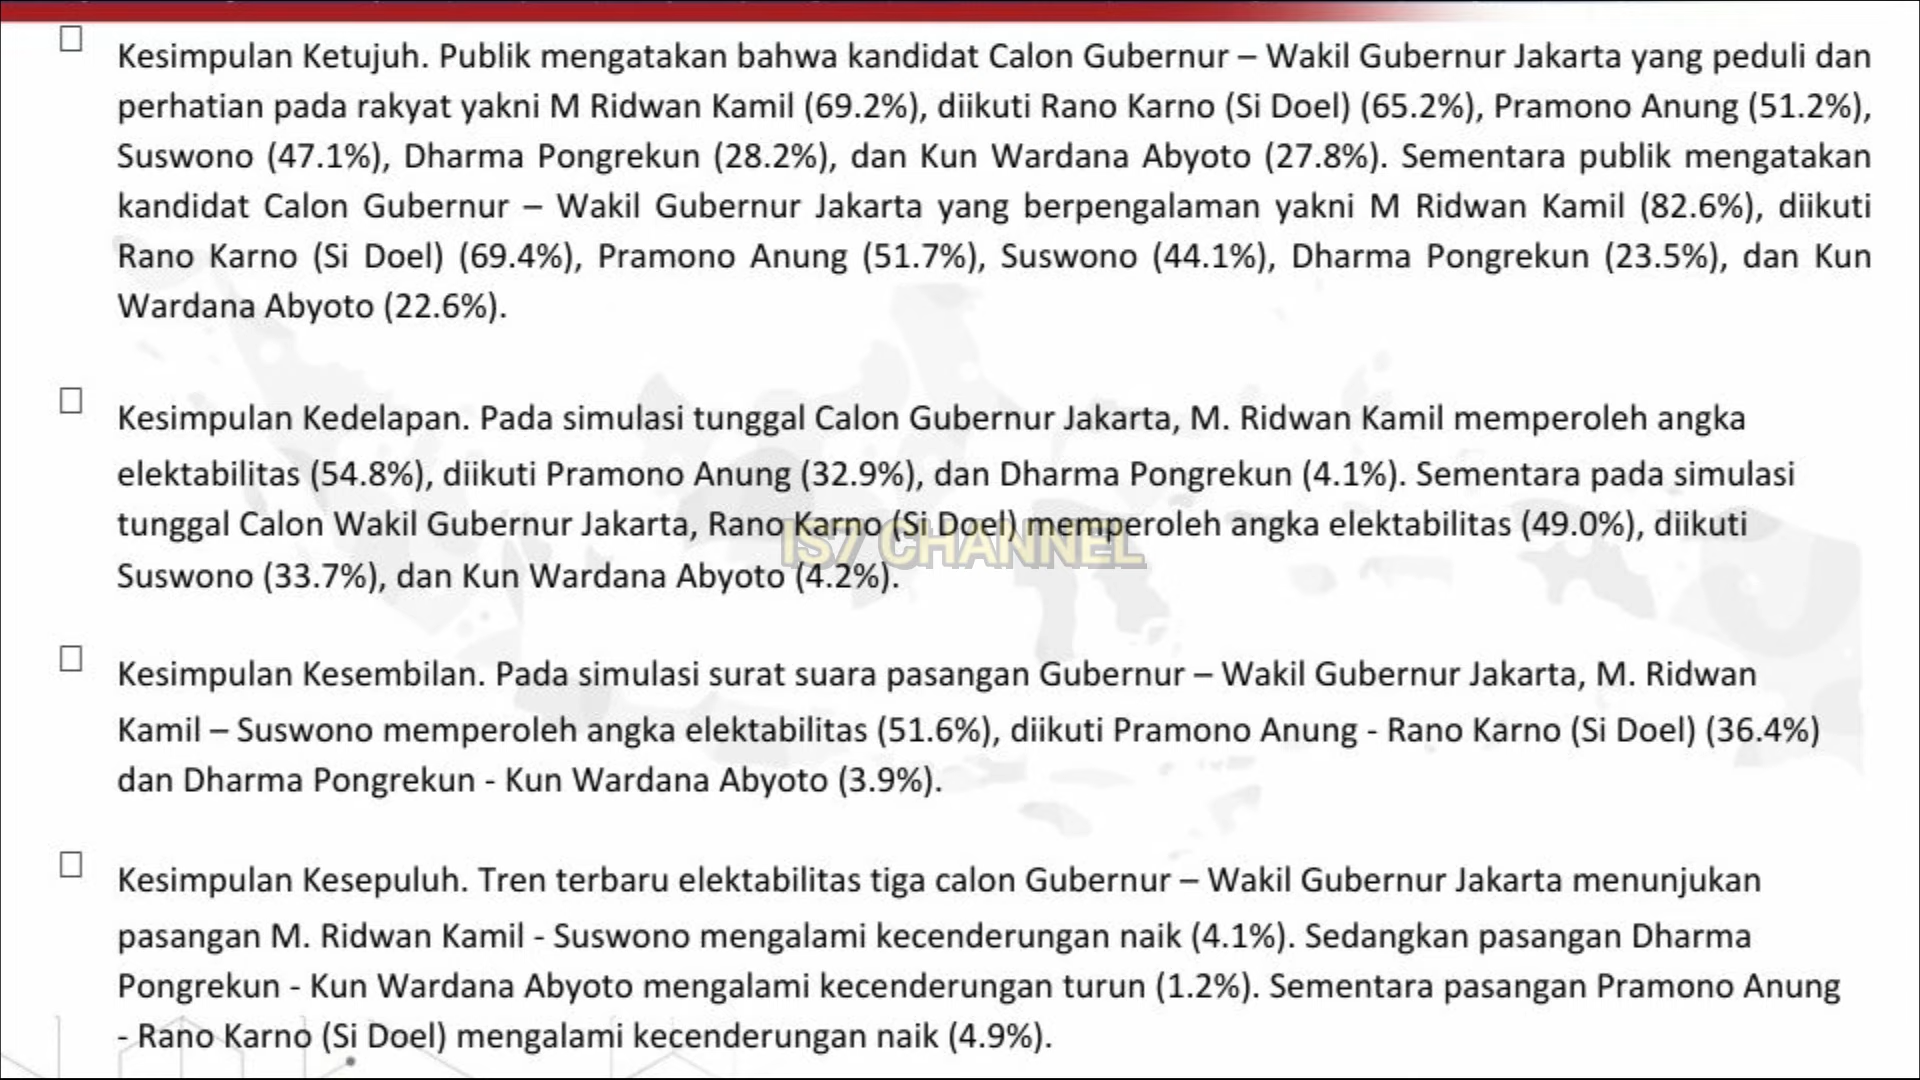 Kesimpulan Ketujuh. Publik mengatakan bahwa kandidat Calon Gubernur – Wakil Gubernur Jakarta yang peduli dan
perhatian pada rakyat yakni M Ridwan Kamil (69.2%), diikuti Rano Karno (Si Doel) (65.2%), Pramono Anung (51.2%),
Suswono (47.1%), Dharma Pongrekun (28.2%), dan Kun Wardana Abyoto (27.8%). Sementara publik mengatakan
kandidat Calon Gubernur – Wakil Gubernur Jakarta yang berpengalaman yakni M Ridwan Kamil (82.6%), diikuti
Rano Karno (Si Doel) (69.4%), Pramono Anung (51.7%), Suswono (44.1%), Dharma Pongrekun (23.5%), dan Kun
Wardana Abyoto (22.6%).
Kesimpulan Kedelapan. Pada simulasi tunggal Calon Gubernur Jakarta, M. Ridwan Kamil memperoleh angka
elektabilitas (54.8%), diikuti Pramono Anung (32.9%), dan Dharma Pongrekun (4.1%). Sementara pada simulasi
tunggal Calon Wakil Gubernur Jakarta, Rano Karno (Si Doel) memperoleh angka elektabilitas (49.0%), diikuti
IS7 CHANNEL
Suswono (33.7%), dan Kun Wardana Abyoto (4.2%).
Kesimpulan Kesembilan. Pada simulasi surat suara pasangan Gubernur – Wakil Gubernur Jakarta, M. Ridwan
Kamil – Suswono memperoleh angka elektabilitas (51.6%), diikuti Pramono Anung - Rano Karno (Si Doel) (36.4%)
dan Dharma Pongrekun - Kun Wardana Abyoto (3.9%).
Kesimpulan Kesepuluh. Tren terbaru elektabilitas tiga calon Gubernur – Wakil Gubernur Jakarta menunjukan
pasangan M. Ridwan Kamil - Suswono mengalami kecenderungan naik (4.1%). Sedangkan pasangan Dharma
Pongrekun - Kun Wardana Abyoto mengalami kecenderungan turun (1.2%). Sementara pasangan Pramono Anung
- Rano Karno (Si Doel) mengalami kecenderungan naik (4.9%).